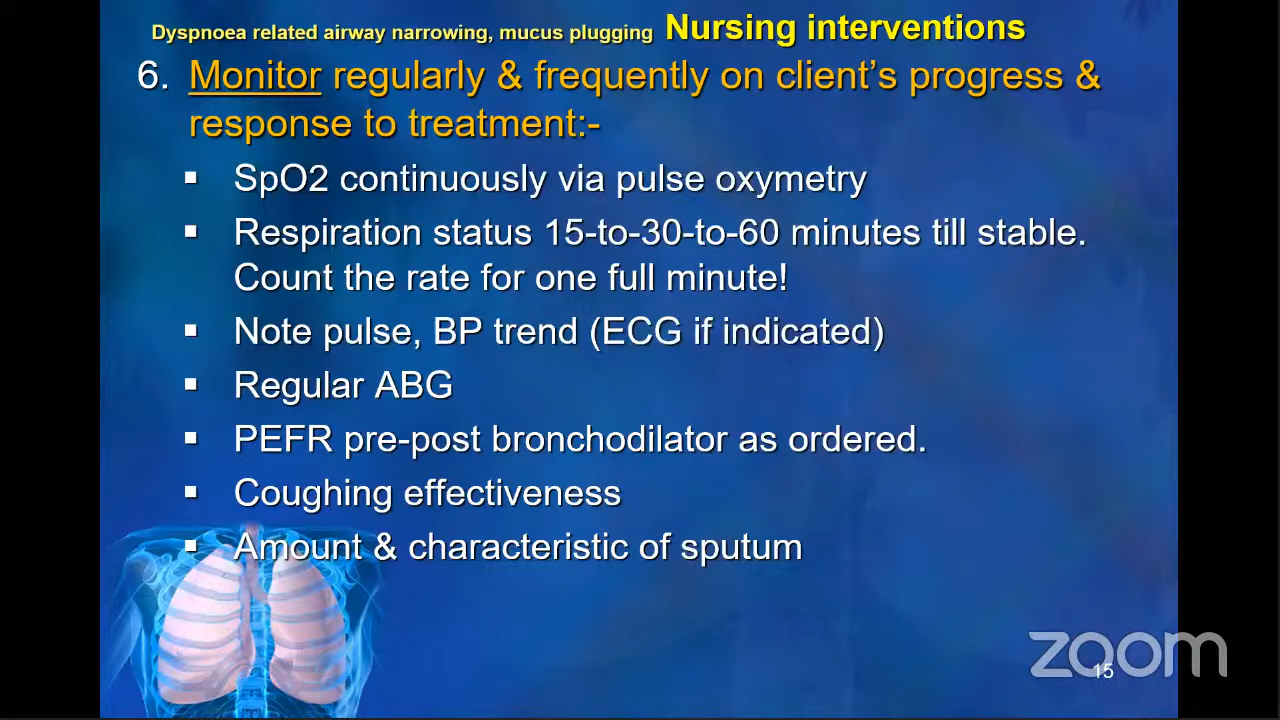 Dyspnoea related airway narrowing, mucus plugging Nursing interventions
6. Monitor regularly & frequently on client’s progress &
response to treatment:-
▪ SpO2 continuously via pulse oxymetry
▪ Respiration status 15-to-30-to-60 minutes till stable.
Count the rate for one full minute!
▪ Note pulse, BP trend (ECG if indicated)
▪ Regular ABG
▪ PEFR pre-post bronchodilator as ordered.
▪ Coughing effectiveness
▪ Amount & characteristic of sputum
zoom
15